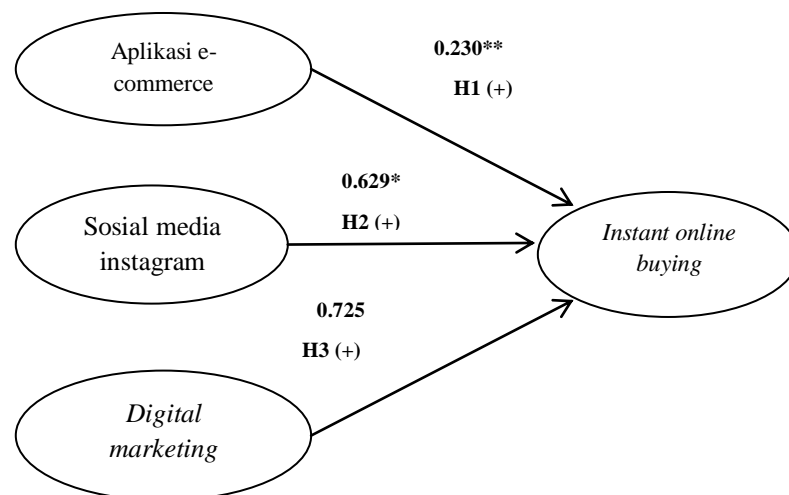 Aplikasi e-
commerce
0.230**
H1 (+)
Sosial media
instagram
0.629*
H2 (+)
Instant online
buying
0.725
H3 (+)
Digital
marketing